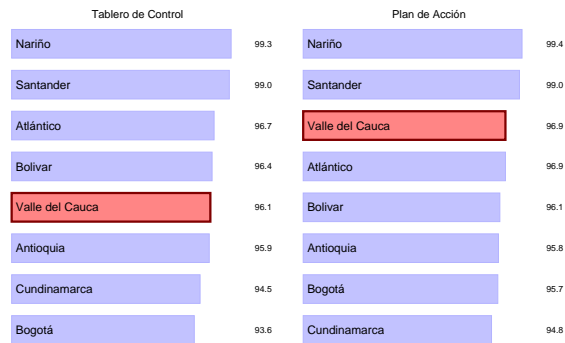 Tablero de Control
Nariño 99.3
Santander 99.0
Atlántico 96.7
Bolivar 96.4
Valle del Cauca 96.1
Antioquia 95.9
Cundinamarca 94.5
Bogotá 93.6
Plan de Acción
Nariño 99.4
Santander 99.0
Valle del Cauca 96.9
Atlántico 96.9
Bolivar 96.1
Antioquia 95.8
Bogotá 95.7
Cundinamarca 94.8